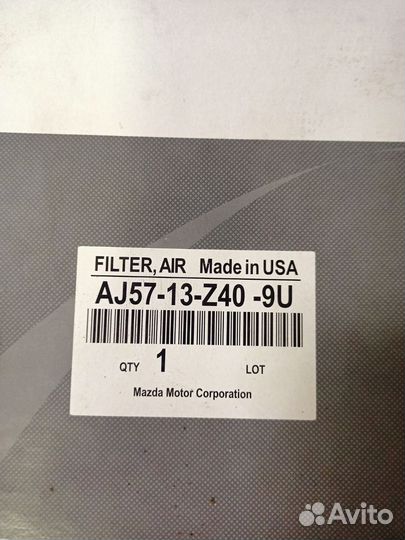 FILTER, AIR Made in USA
AJ57-13-Z40 -9U
QTY 1 LOT
Mazda Motor Corporation
Avito